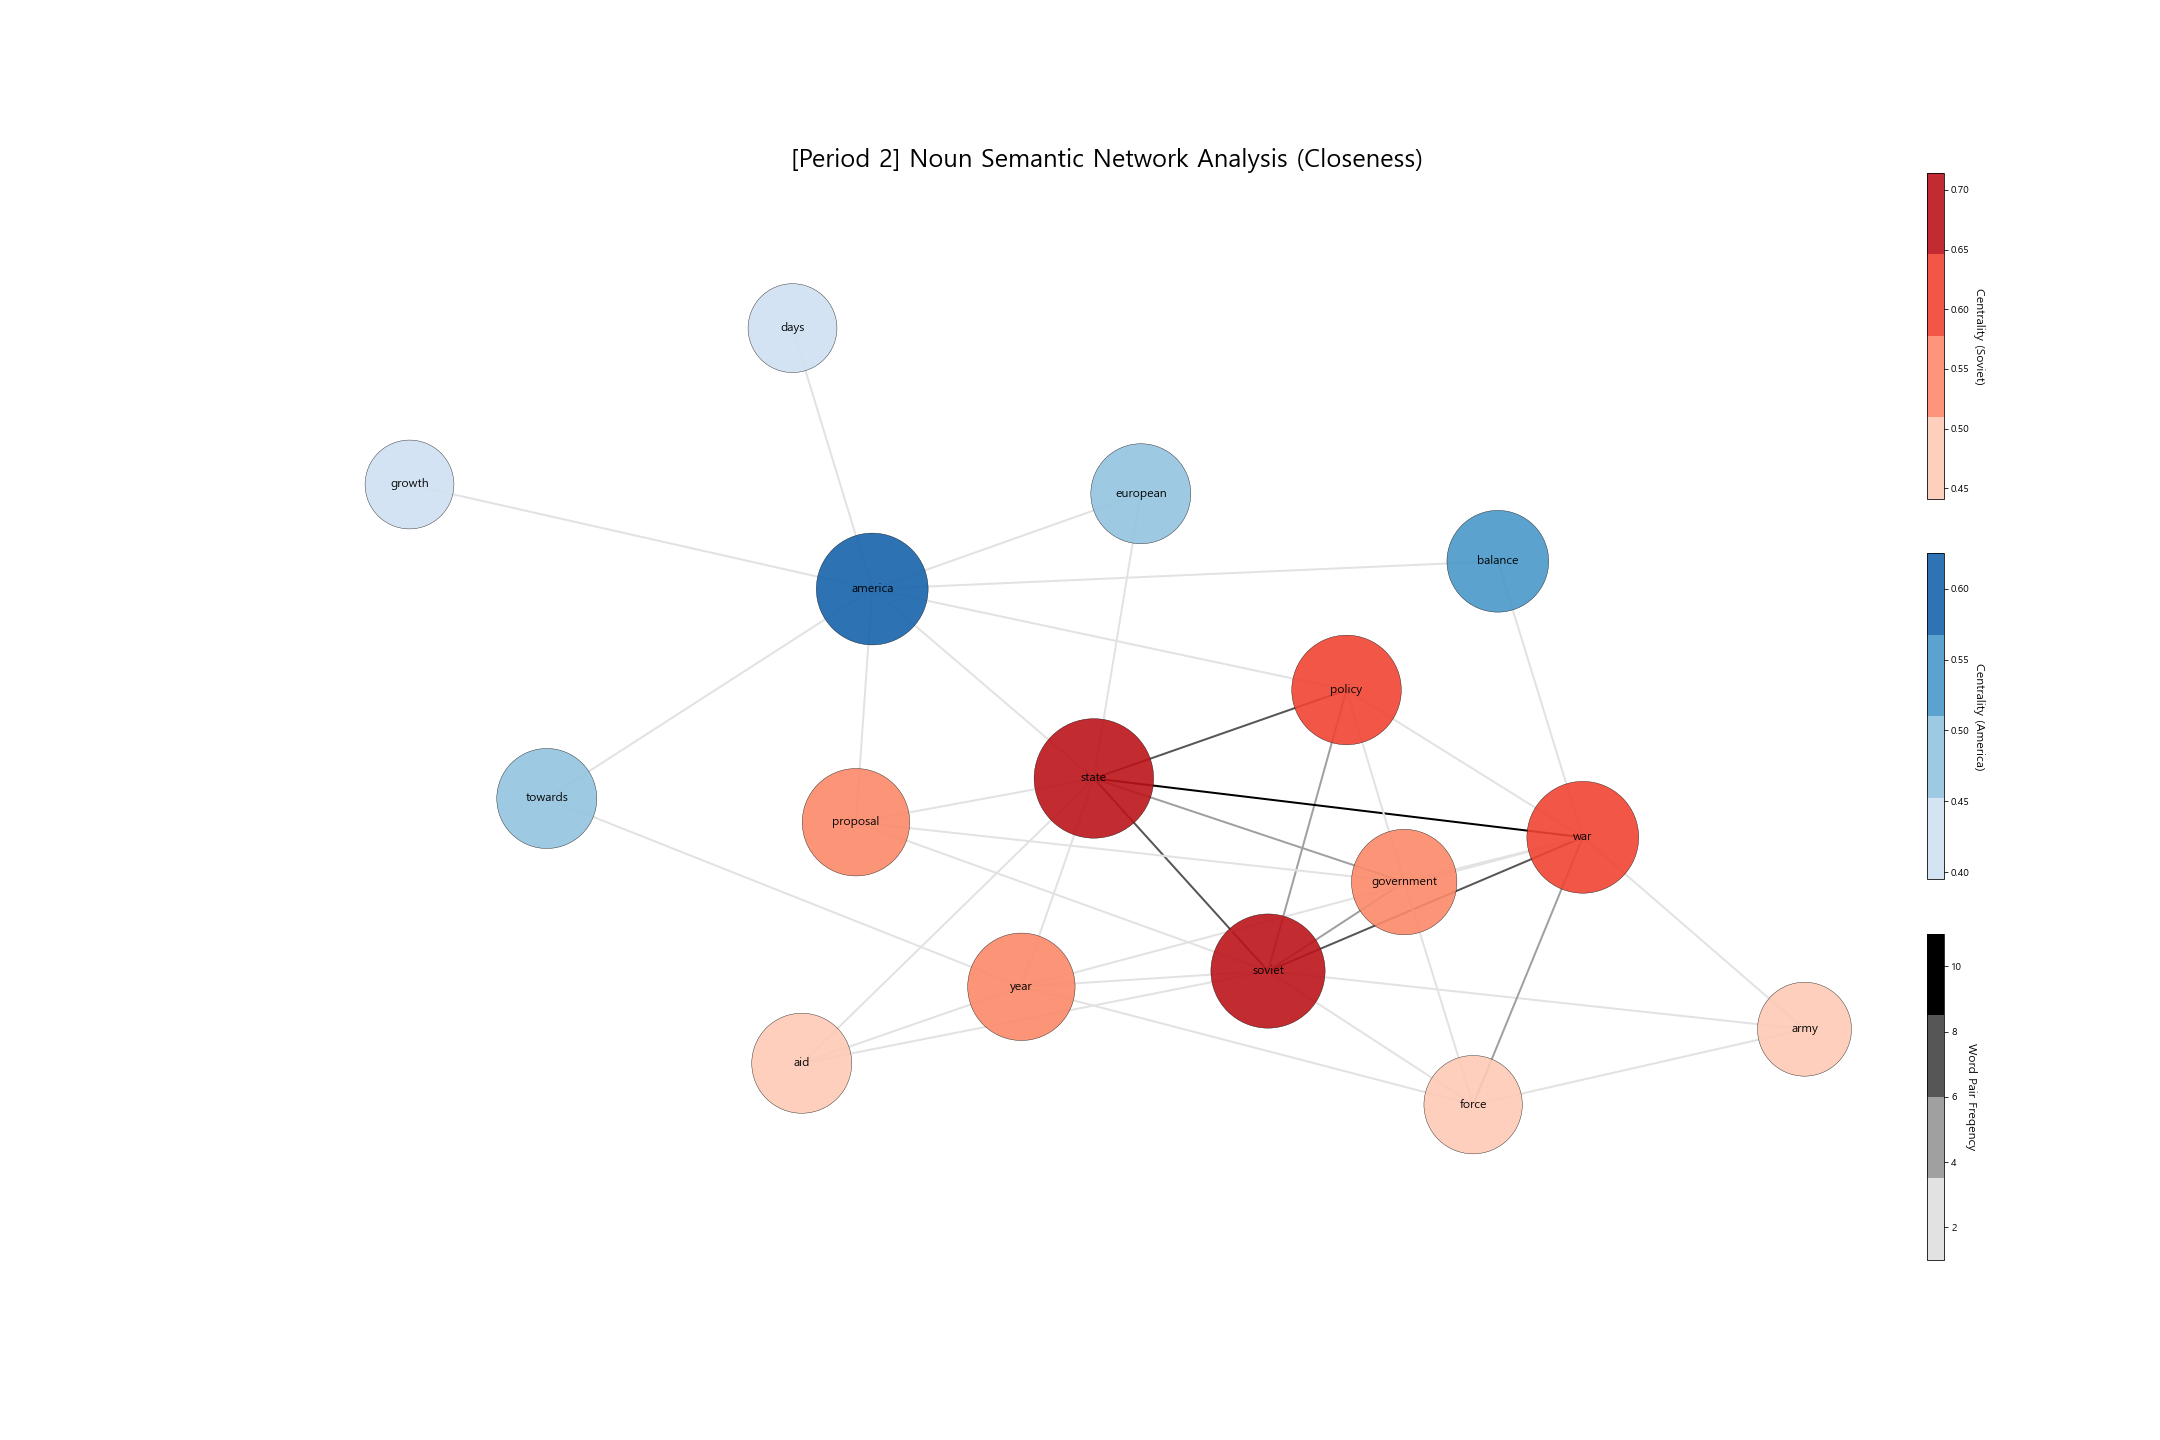 [Period 2] Noun Semantic Network Analysis (Closeness)
days
growth
european
balance
america
policy
state
towards
proposal
war
government
soviet
year
army
aid
force
0.70
0.65
0.60
0.55
0.50
0.45
Centrality (Soviet)
0.60
0.55
0.50
0.45
0.40
Centrality (America)
10
8
6
4
2
Word Pair Freqency